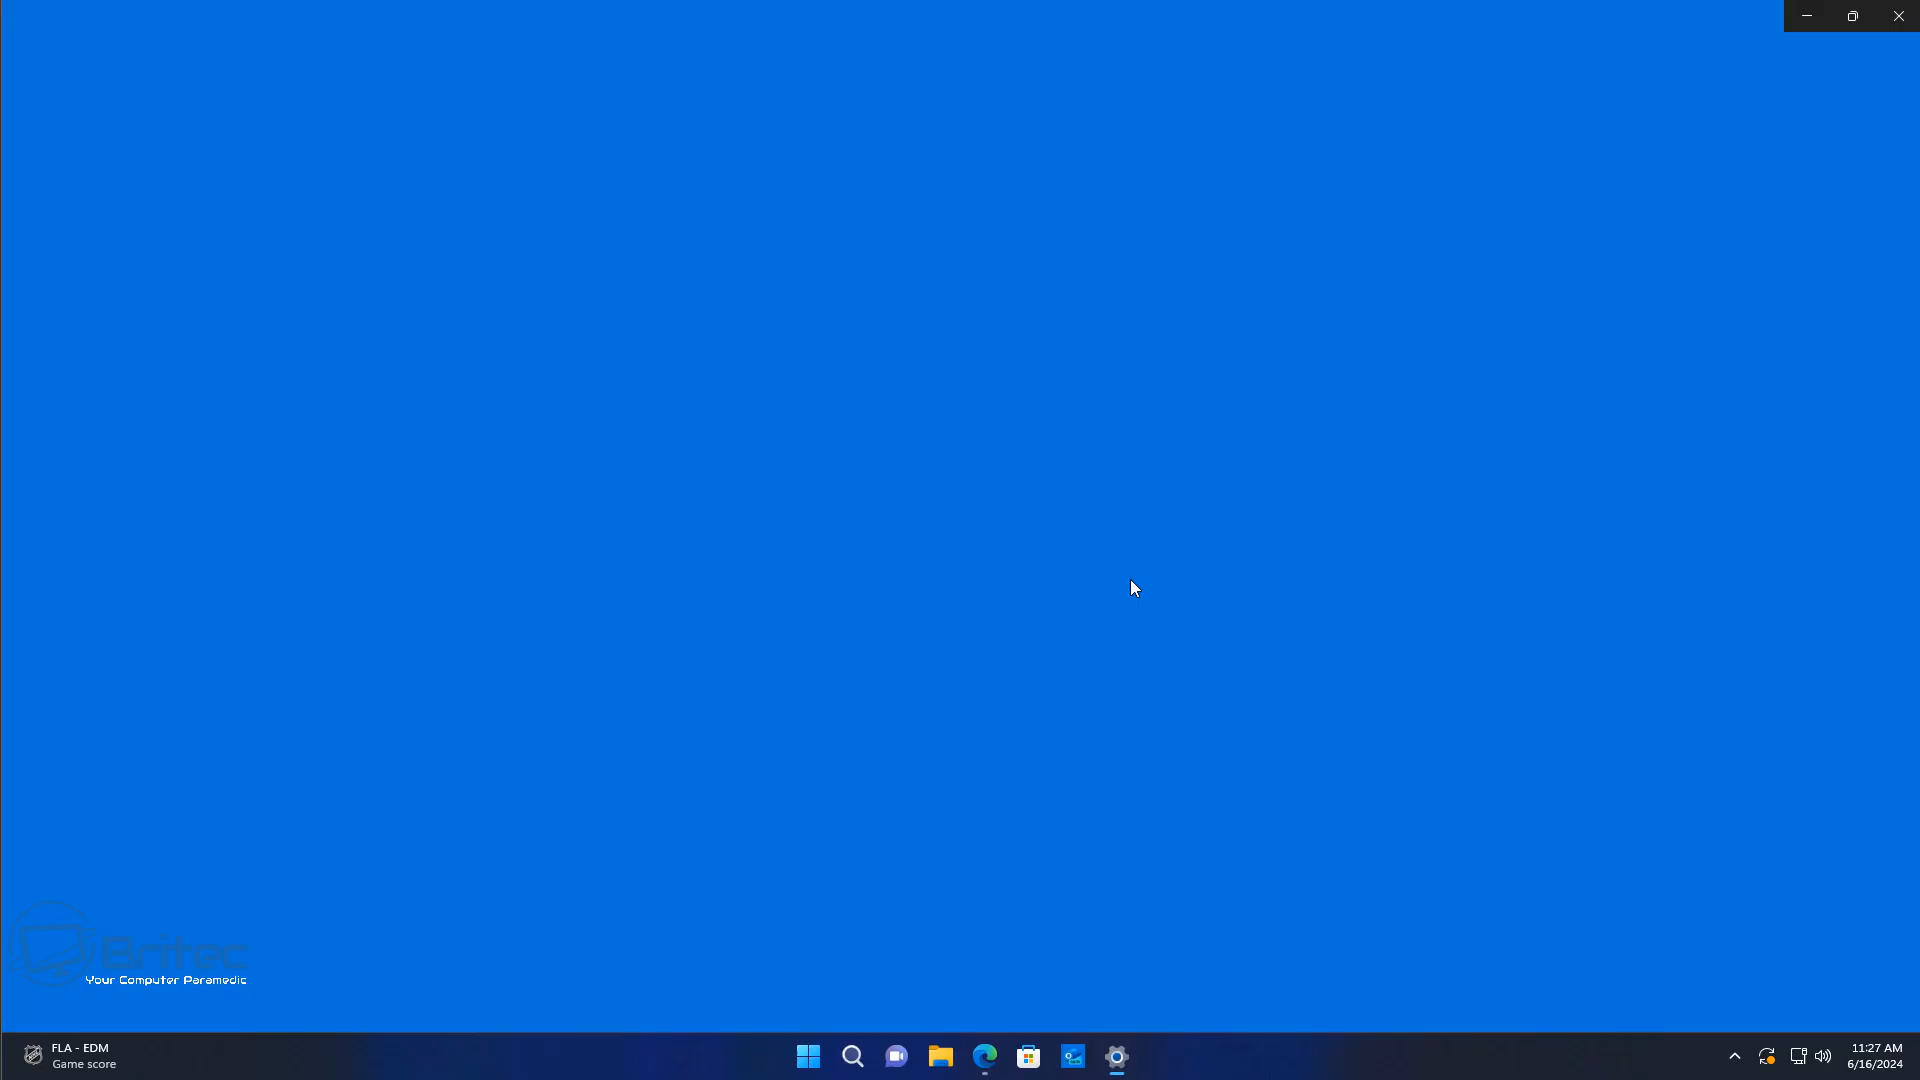 Britec
Your Computer Paramedic
FLA - EDM
Game score
11:27 AM
6/16/2024